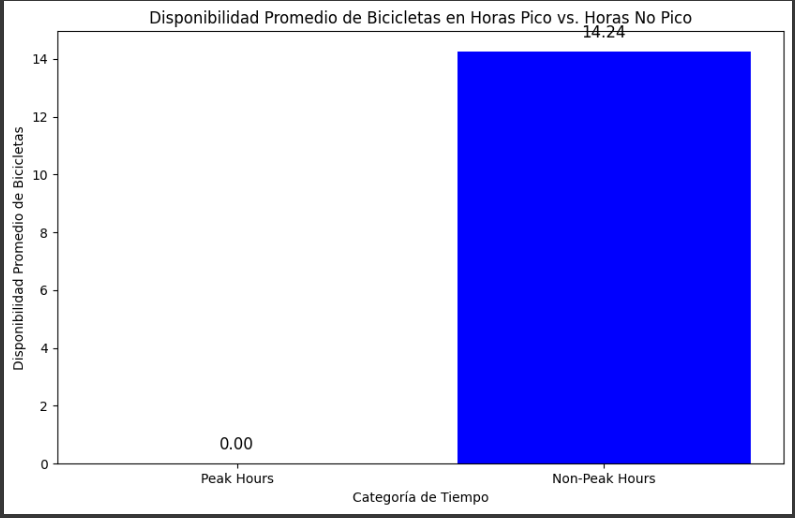 Disponibilidad Promedio de Bicicletas en Horas Pico vs. Horas No Pico
14.24
14
12
10
8
6
4
2
0
Disponibilidad Promedio de Bicicletas
0.00
Peak Hours
Non-Peak Hours
Categoría de Tiempo